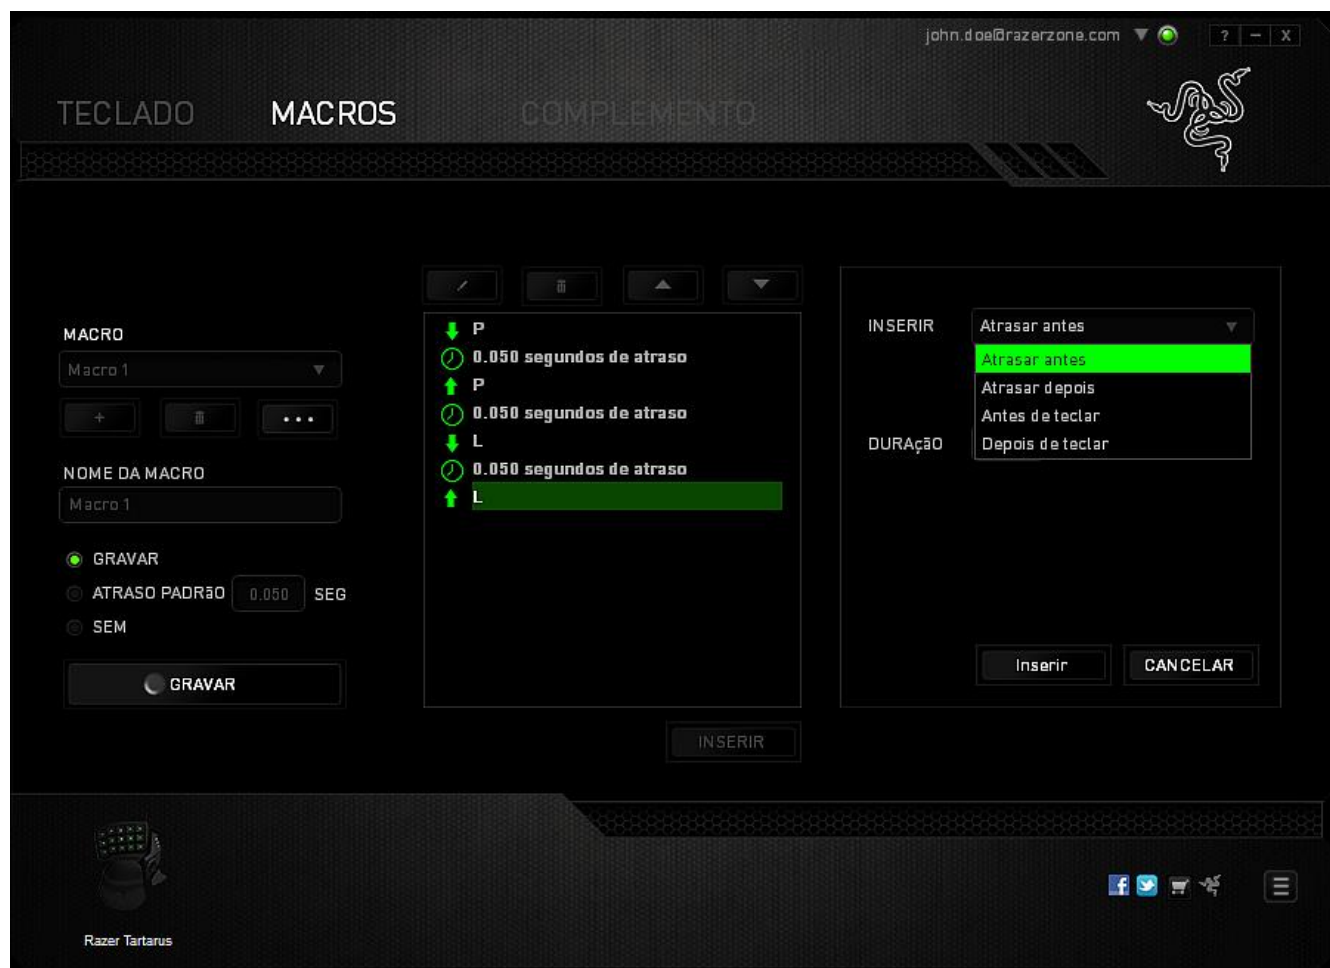 john.doe@razerzone.com
? – X
TECLADO MACROS COMPLEMENTO
MACRO
Macro 1
+ ...
NOME DA MACRO
Macro 1
GRAVAR
ATRASO PADRãO 0.050 SEG
SEM
GRAVAR
P
0.050 segundos de atraso
P
0.050 segundos de atraso
L
0.050 segundos de atraso
L
INSERIR
INSERIR Atrasar antes
Atrasar antes
Atrasar depois
Antes de teclar
DURAçãO Depois de teclar
Inserir CANCELAR
Razer Tartarus